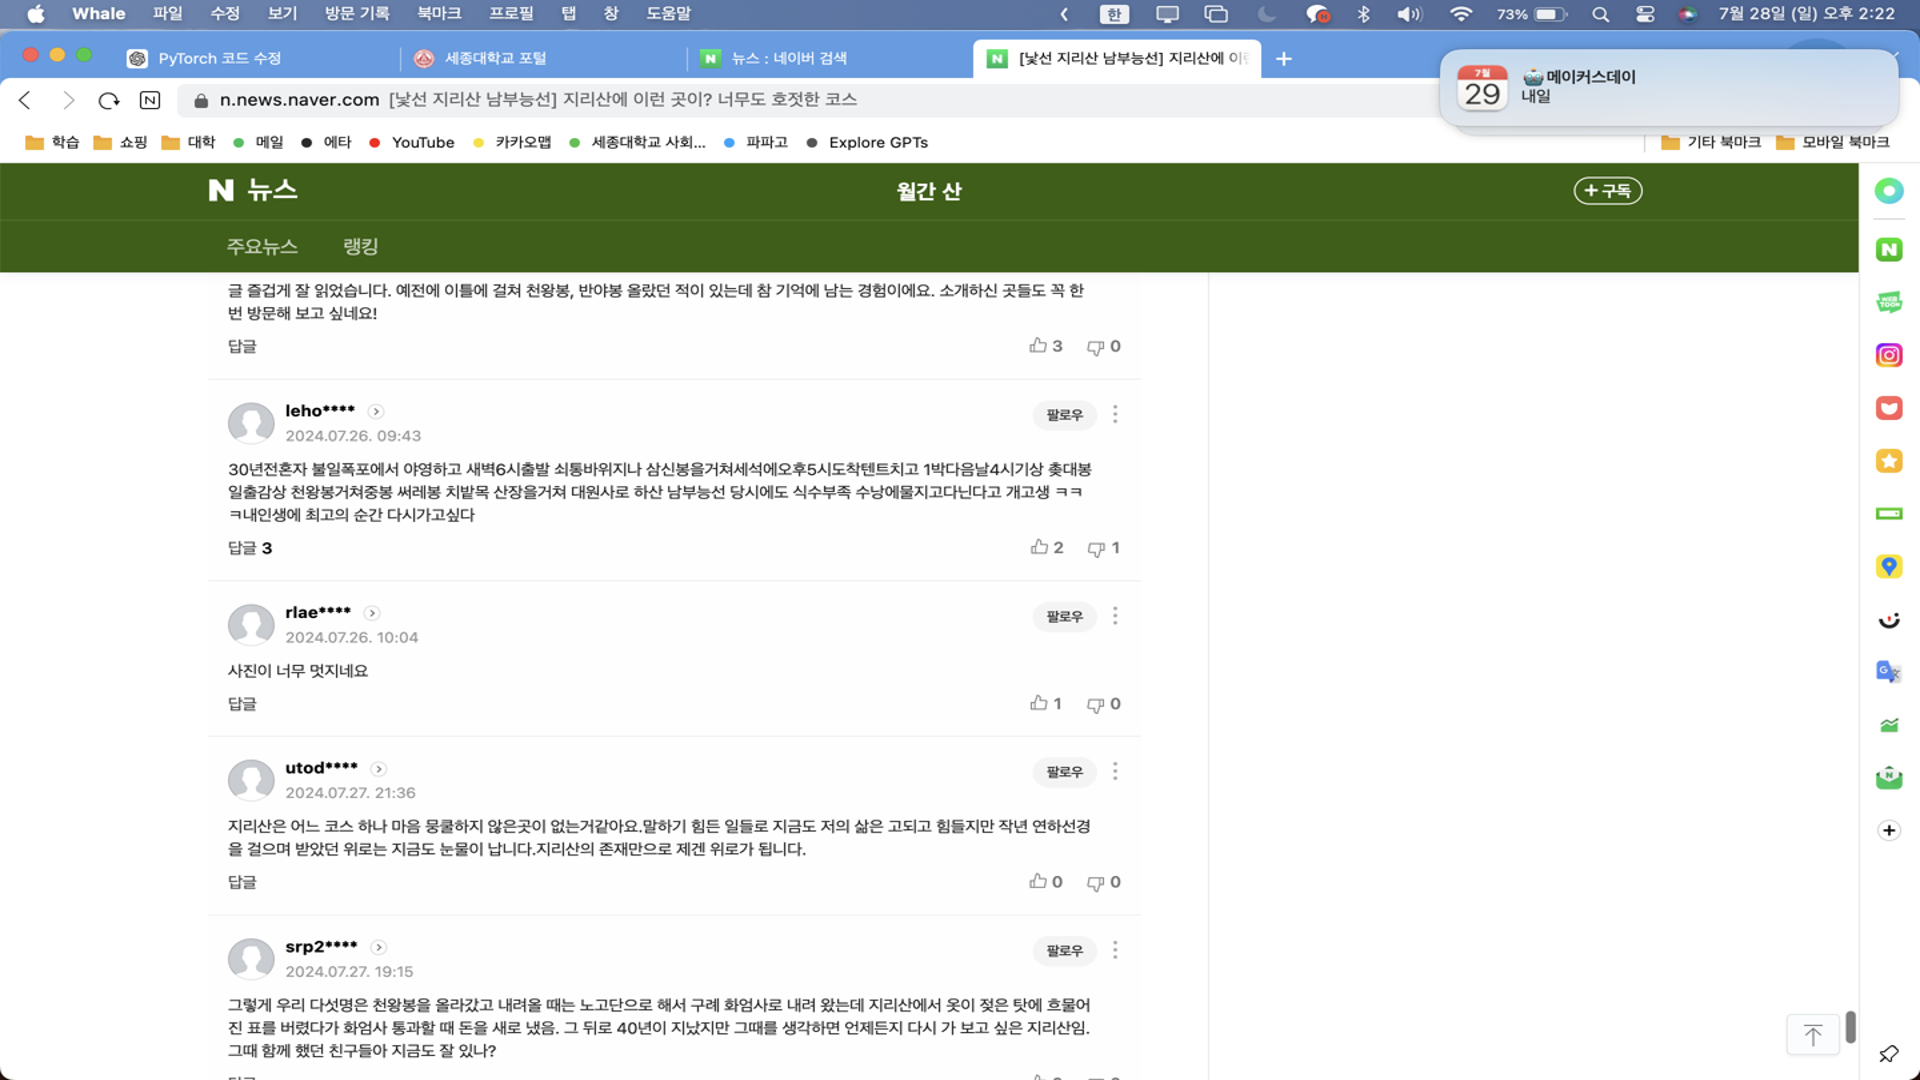 Whale 파일 수정 보기 방문 기록 북마크 프로필 탭 창 도움말 한 73% 7월 28일 (일) 오후 2:22
PyTorch 코드 수정 세종대학교 포털 뉴스 : 네이버 검색 [낯선 지리산 남부능선] 지리산에 이런
n.news.naver.com [낯선 지리산 남부능선] 지리산에 이런 곳이? 너무도 호젓한 코스
7월
29
메이커스데이
내일
학습 쇼핑 대학 메일 에타 YouTube 카카오맵 세종대학교 사회... 파파고 Explore GPTs 기타 북마크 모바일 북마크
N 뉴스 월간 산 + 구독
주요뉴스 랭킹
글 즐겁게 잘 읽었습니다. 예전에 이틀에 걸쳐 천왕봉, 반야봉 올랐던 적이 있는데 참 기억에 남는 경험이에요. 소개하신 곳들도 꼭 한
번 방문해 보고 싶네요!
답글 3 0
leho**** 팔로우
2024.07.26. 09:43
30년전혼자 불일폭포에서 야영하고 새벽6시출발 쇠통바위지나 삼신봉을거쳐세석에오후5시도착텐트치고 1박다음날4시기상 촟대봉
일출감상 천왕봉거쳐중봉 써레봉 치밭목 산장을거쳐 대원사로 하산 남부능선 당시에도 식수부족 수낭에물지고다닌다고 개고생 ㅋㅋ
ㅋ내인생에 최고의 순간 다시가고싶다
답글 3 2 1
rlae**** 팔로우
2024.07.26. 10:04
사진이 너무 멋지네요
답글 1 0
utod**** 팔로우
2024.07.27. 21:36
지리산은 어느 코스 하나 마음 뭉쿨하지 않은곳이 없는거같아요.말하기 힘든 일들로 지금도 저의 삶은 고되고 힘들지만 작년 연하선경
을 걸으며 받았던 위로는 지금도 눈물이 납니다.지리산의 존재만으로 제겐 위로가 됩니다.
답글 0 0
srp2**** 팔로우
2024.07.27. 19:15
그렇게 우리 다섯명은 천왕봉을 올라갔고 내려올 때는 노고단으로 해서 구례 화엄사로 내려 왔는데 지리산에서 옷이 젖은 탓에 흐물어
진 표를 버렸다가 화엄사 통과할 때 돈을 새로 냈음. 그 뒤로 40년이 지났지만 그때를 생각하면 언제든지 다시 가 보고 싶은 지리산임.
그때 함께 했던 친구들아 지금도 잘 있나?